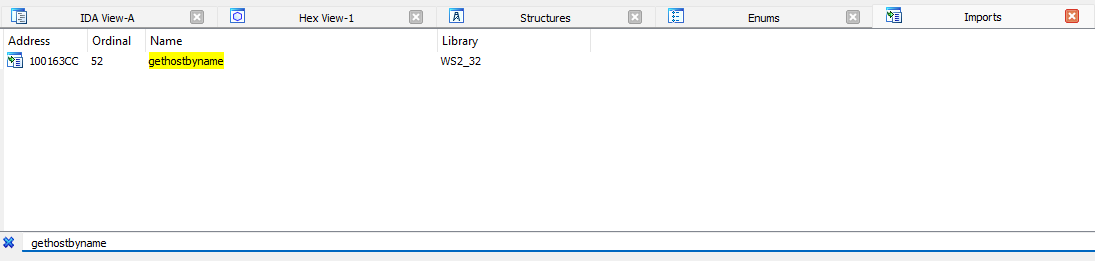 IDA View-A Hex View-1 Structures Enums Imports
Address Ordinal Name Library
100163CC 52 gethostbyname WS2_32
gethostbyname